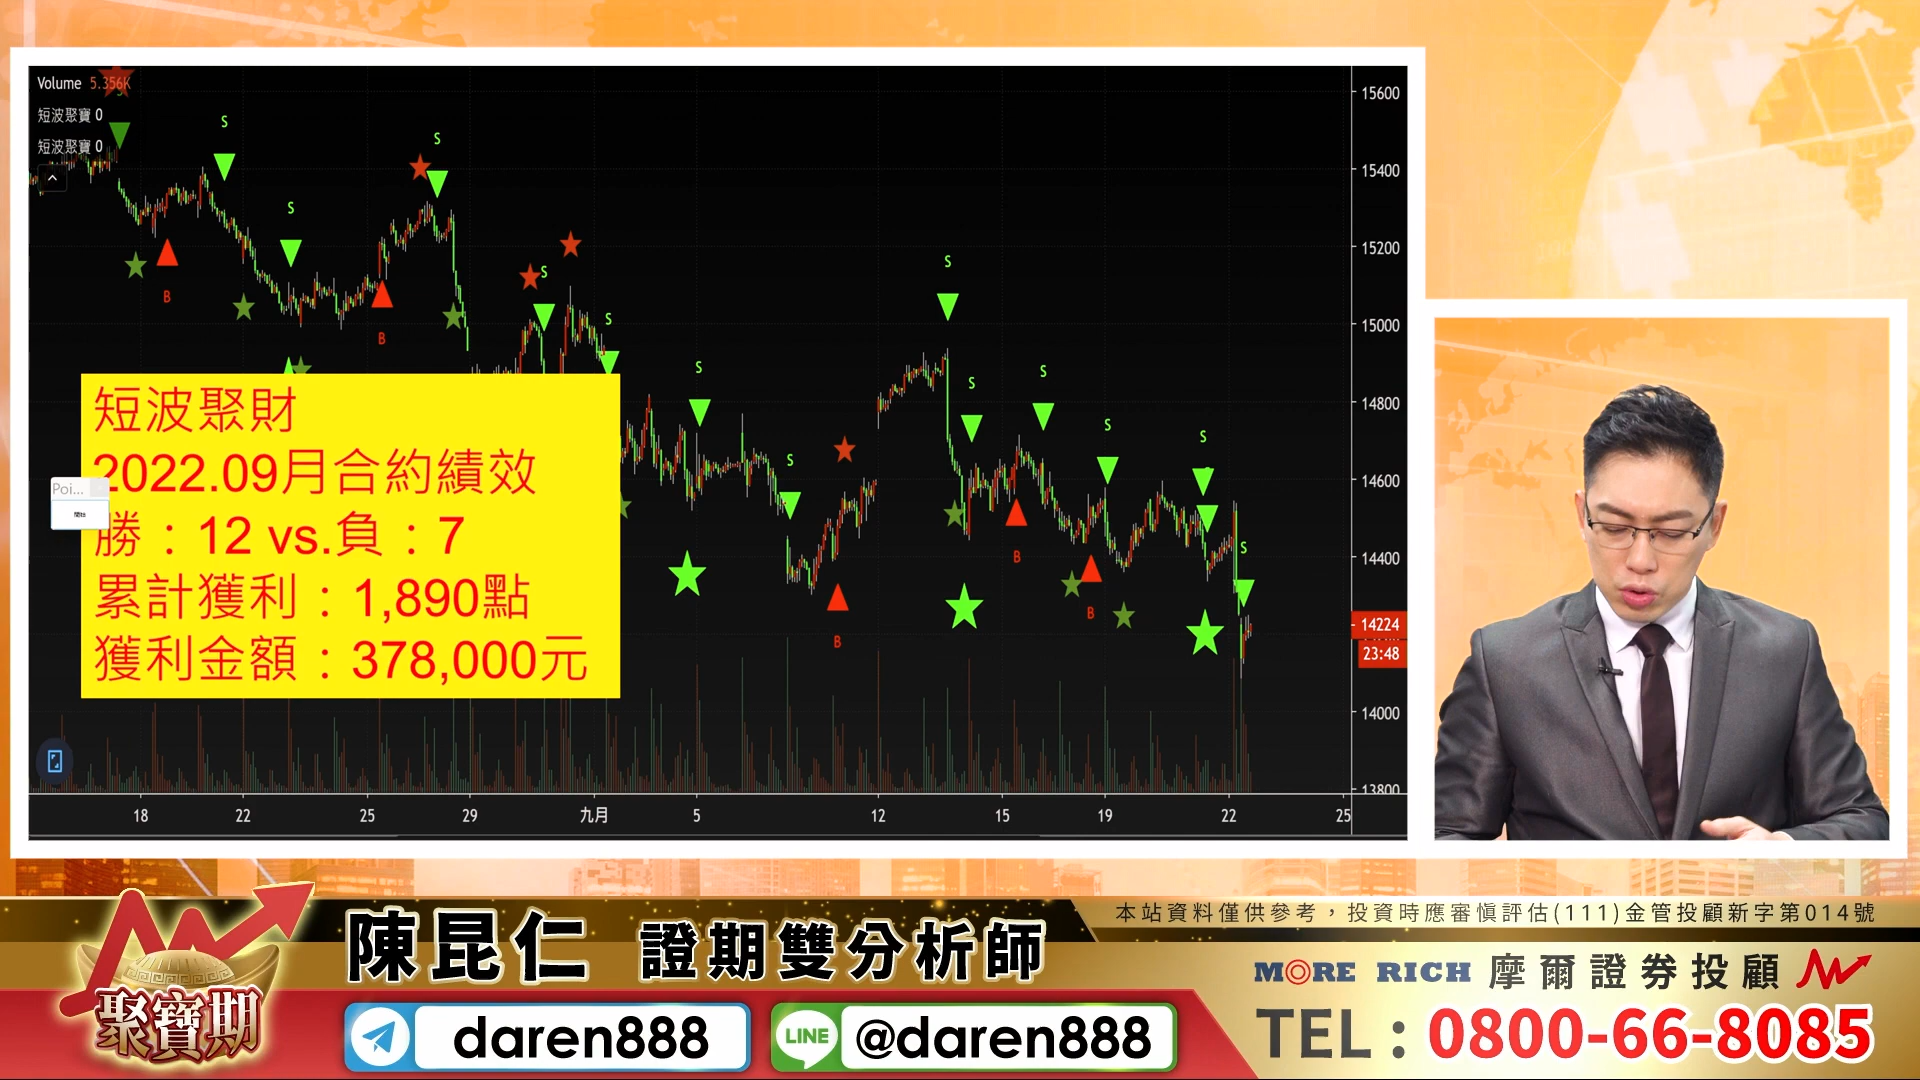 Volume 5.356K
短波聚寶 0
短波聚寶 0
S
S
S
S
S
S
S
S
S
S
S
S
S
B
B
B
B
B
15600
15400
15200
15000
14800
14600
14400
14224
23:48
14000
13800
短波聚財
2022.09月合約績效
勝：12 vs.負：7
累計獲利：1,890點
獲利金額：378,000元
Poi...
開始
18 22 25 29 九月 5 12 15 19 22 25
聚寶期
陳昆仁 證期雙分析師
daren888
LINE @daren888
本站資料僅供參考，投資時應審慎評估(111)金管投顧新字第014號
MORE RICH 摩爾證券投顧
TEL：0800-66-8085